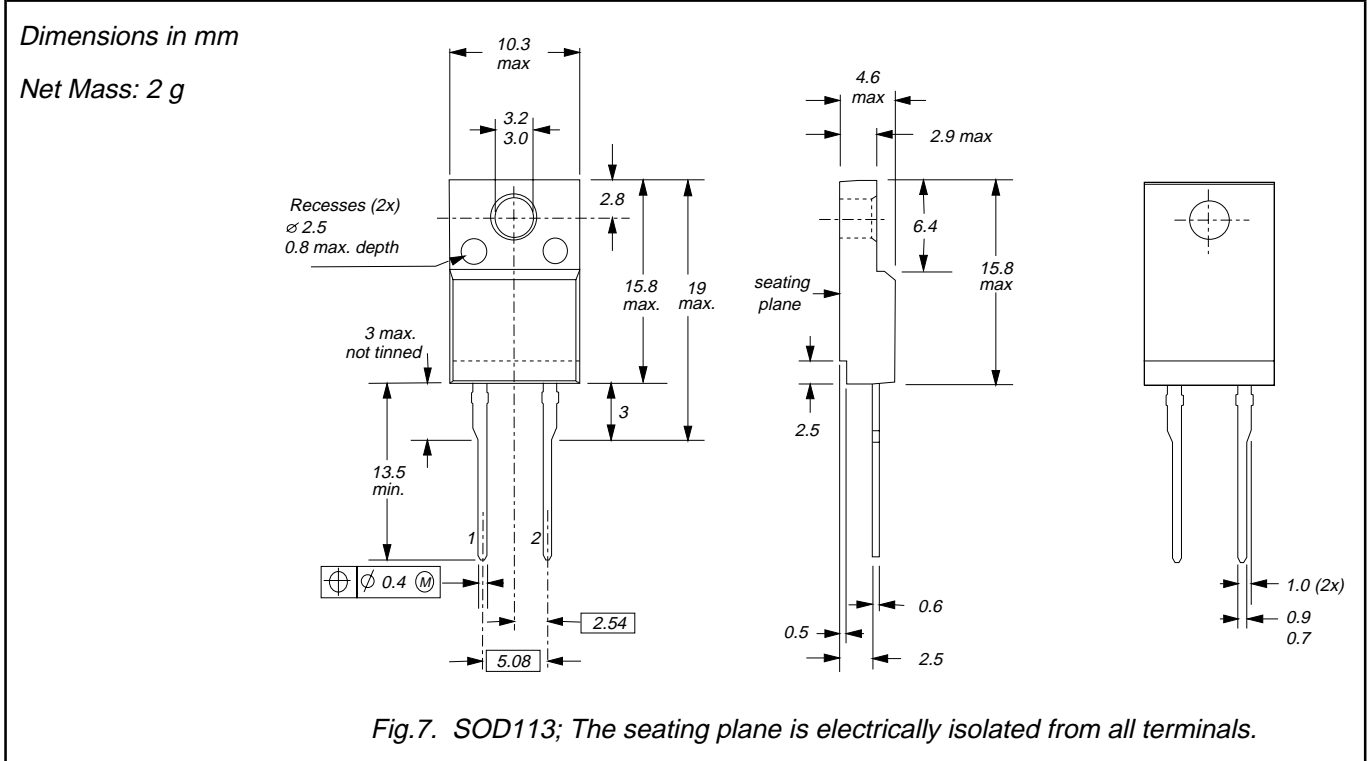 Dimensions in mm
Net Mass: 2 g
10.3
max
3.2
3.0
2.8
Recesses (2x)
⌀ 2.5
0.8 max. depth
15.8
max.
19
max.
3 max.
not tinned
3
13.5
min.
1
2
⌀ 0.4 Ⓜ
2.54
5.08
4.6
max
2.9 max
6.4
15.8
max
seating
plane
2.5
0.6
0.5
2.5
1.0 (2x)
0.9
0.7
Fig.7. SOD113; The seating plane is electrically isolated from all terminals.